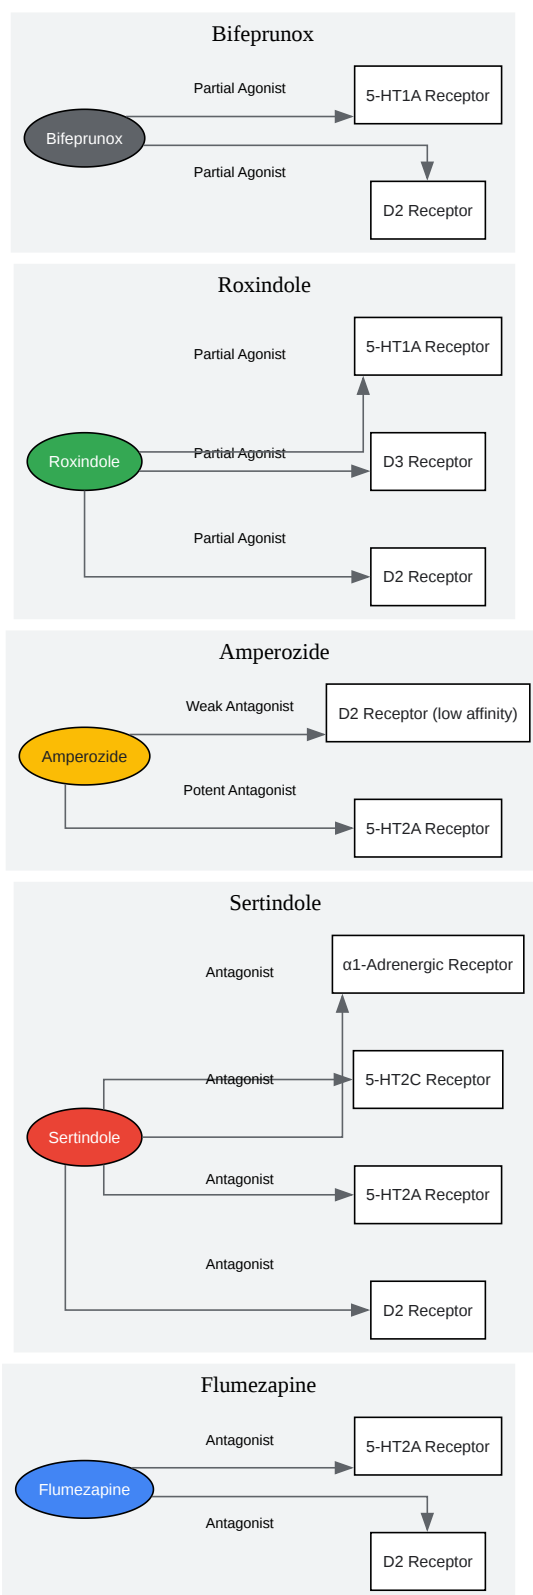 Bifeprunox
Partial Agonist
5-HT1A Receptor
Bifeprunox
Partial Agonist
D2 Receptor
Roxindole
Partial Agonist
5-HT1A Receptor
Roxindole
Partial Agonist
D3 Receptor
Partial Agonist
D2 Receptor
Amperozide
Weak Antagonist
D2 Receptor (low affinity)
Amperozide
Potent Antagonist
5-HT2A Receptor
Sertindole
Antagonist
α1-Adrenergic Receptor
Antagonist
5-HT2C Receptor
Sertindole
Antagonist
5-HT2A Receptor
Antagonist
D2 Receptor
Flumezapine
Antagonist
5-HT2A Receptor
Flumezapine
Antagonist
D2 Receptor